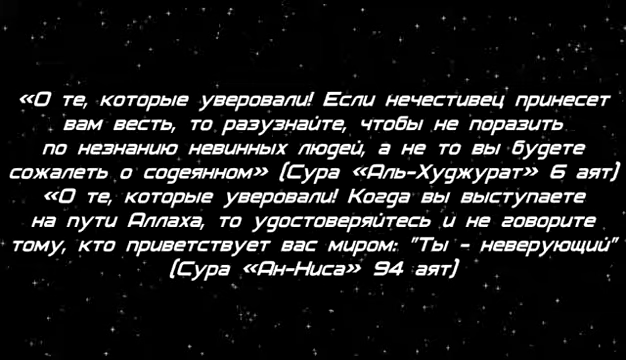 «О те, которые уверовали! Если нечестивец принесет
вам весть, то разузнайте, чтобы не поразить
по незнанию невинных людей, а не то вы будете
сожалеть о содеянном» (Сура «Аль-Худжурат» 6 аят)
«О те, которые уверовали! Когда вы выступаете
на пути Аллаха, то удостоверяйтесь и не говорите
тому, кто приветствует вас миром: "Ты - неверующий"
(Сура «Ан-Ниса» 94 аят)